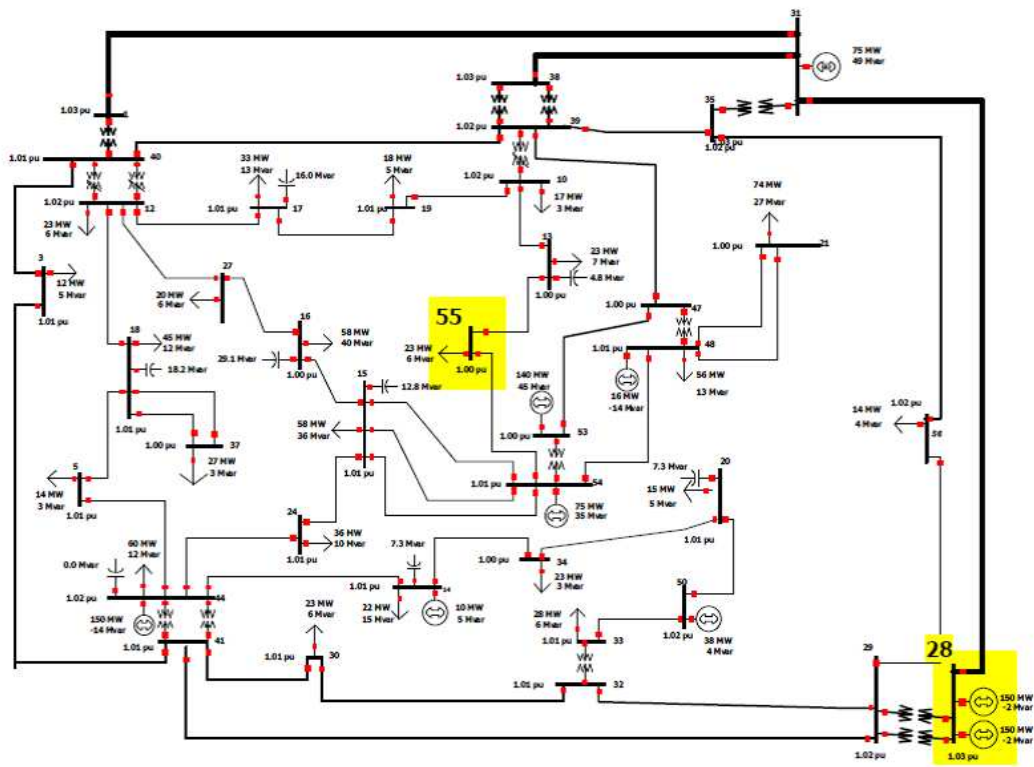 31
75 MW
49 Mvar
1.03 pu
38
35
1.03 pu
1.02 pu
39
1.03 pu
1.02 pu
1.01 pu
40
33 MW
13 Mvar
16.0 Mvar
18 MW
5 Mvar
1.02 pu
10
17 MW
3 Mvar
74 MW
27 Mvar
1.02 pu
12
1.01 pu
17
1.01 pu
19
23 MW
6 Mvar
13
23 MW
7 Mvar
4.8 Mvar
1.00 pu
1.00 pu
21
3
12 MW
5 Mvar
1.01 pu
27
20 MW
6 Mvar
16
58 MW
40 Mvar
29.1 Mvar
1.00 pu
55
23 MW
6 Mvar
1.00 pu
1.00 pu
47
1.01 pu
48
16 MW
-14 Mvar
56 MW
13 Mvar
18
45 MW
12 Mvar
18.2 Mvar
1.01 pu
15
12.8 Mvar
58 MW
36 Mvar
1.01 pu
140 MW
45 Mvar
1.00 pu
53
1.02 pu
14 MW
4 Mvar
56
1.00 pu
37
27 MW
3 Mvar
5
14 MW
3 Mvar
1.01 pu
1.01 pu
54
75 MW
35 Mvar
7.3 Mvar
20
15 MW
5 Mvar
1.01 pu
24
36 MW
10 Mvar
1.01 pu
60 MW
12 Mvar
0.0 Mvar
1.02 pu
150 MW
-14 Mvar
7.3 Mvar
1.01 pu
22 MW
15 Mvar
10 MW
5 Mvar
1.00 pu
34
23 MW
3 Mvar
50
1.02 pu
38 MW
4 Mvar
1.01 pu
41
23 MW
6 Mvar
1.01 pu
30
28 MW
6 Mvar
1.01 pu
33
1.01 pu
32
29
1.02 pu
28
150 MW
-2 Mvar
150 MW
-2 Mvar
1.03 pu